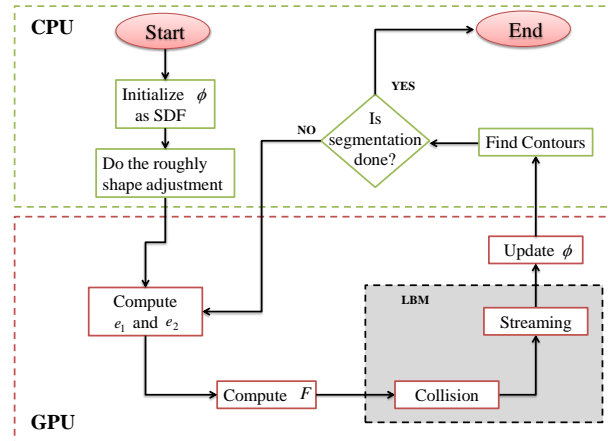 CPU
Start
End
Initialize ϕ
as SDF
YES
Is
segmentation
done?
NO
Find Contours
Do the roughly
shape adjustment
Update ϕ
Compute
e₁ and e₂
LBM
Streaming
Compute F
Collision
GPU